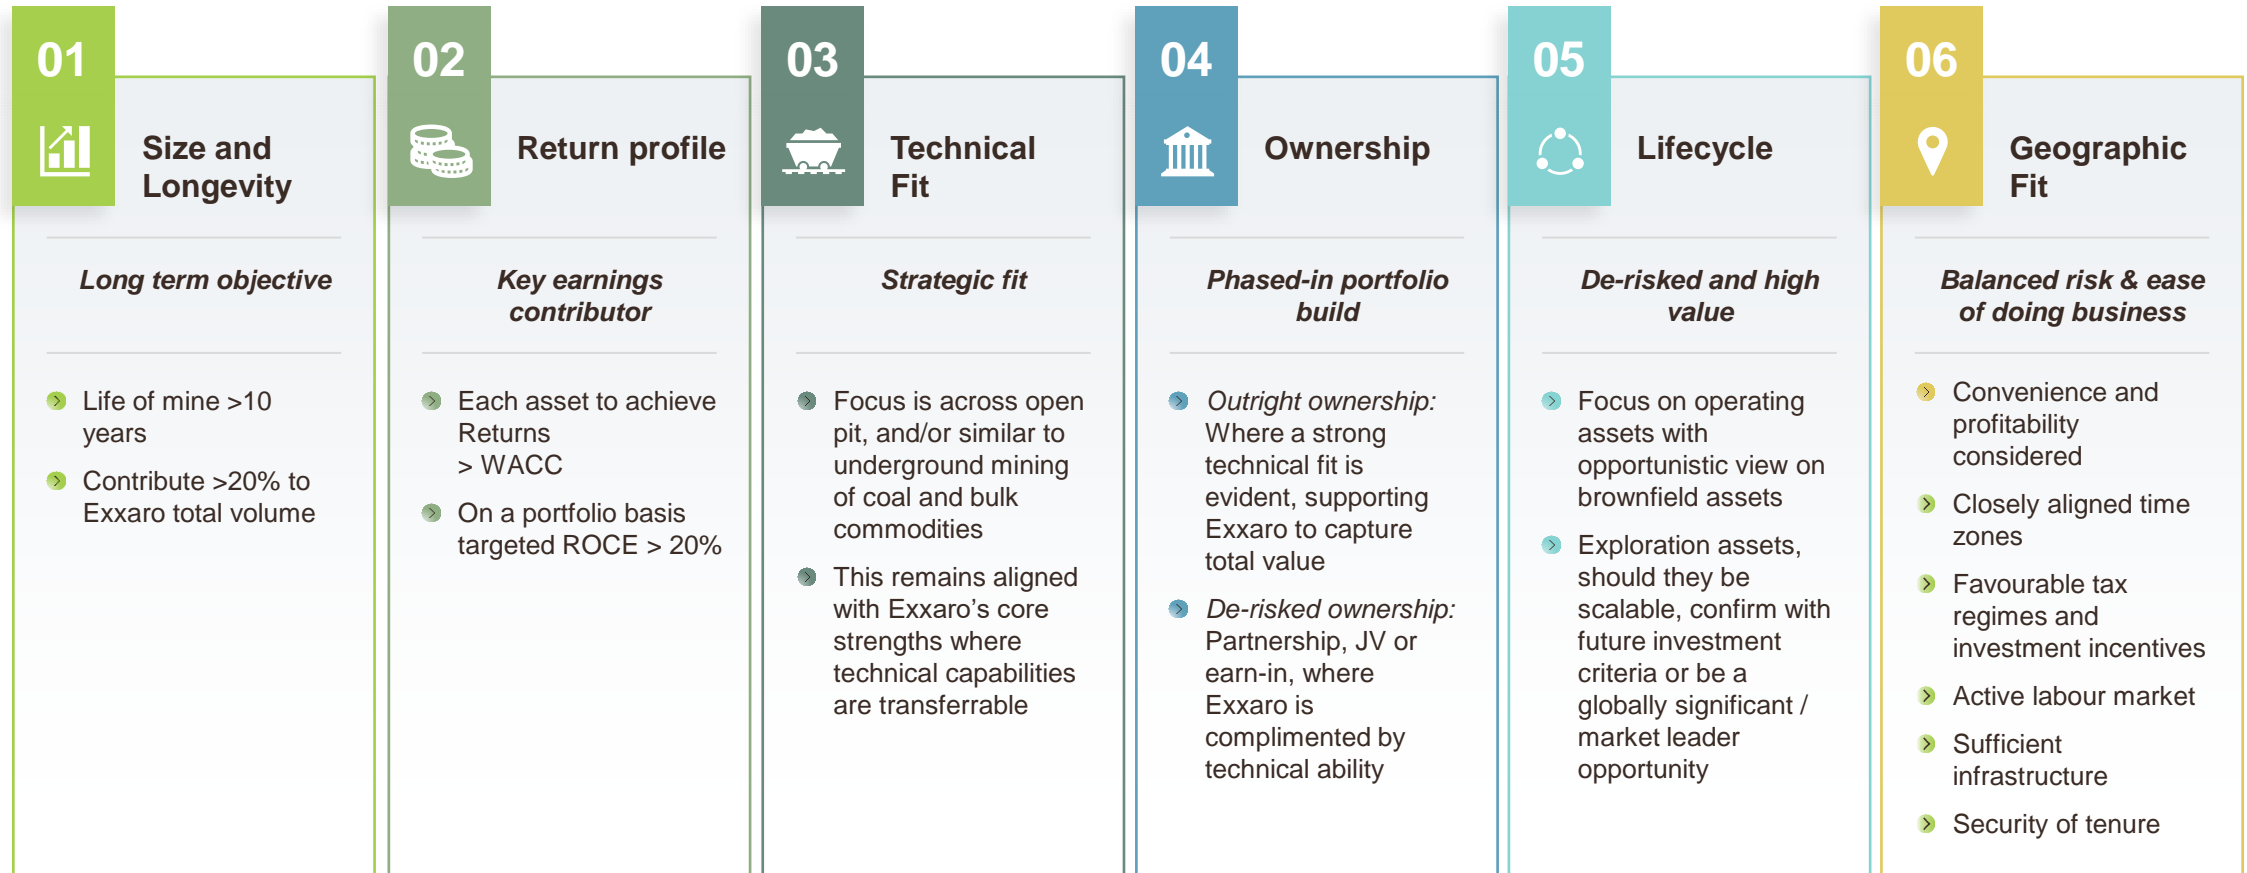 01
Size and
Longevity
Long term objective
Life of mine >10
years
Contribute >20% to
Exxaro total volume
02
Return profile
Key earnings
contributor
Each asset to achieve
Returns
> WACC
On a portfolio basis
targeted ROCE > 20%
03
Technical
Fit
Strategic fit
Focus is across open
pit, and/or similar to
underground mining
of coal and bulk
commodities
This remains aligned
with Exxaro’s core
strengths where
technical capabilities
are transferrable
04
Ownership
Phased-in portfolio
build
Outright ownership:
Where a strong
technical fit is
evident, supporting
Exxaro to capture
total value
De-risked ownership:
Partnership, JV or
earn-in, where
Exxaro is
complimented by
technical ability
05
Lifecycle
De-risked and high
value
Focus on operating
assets with
opportunistic view on
brownfield assets
Exploration assets,
should they be
scalable, confirm with
future investment
criteria or be a
globally significant /
market leader
opportunity
06
Geographic
Fit
Balanced risk & ease
of doing business
Convenience and
profitability
considered
Closely aligned time
zones
Favourable tax
regimes and
investment incentives
Active labour market
Sufficient
infrastructure
Security of tenure